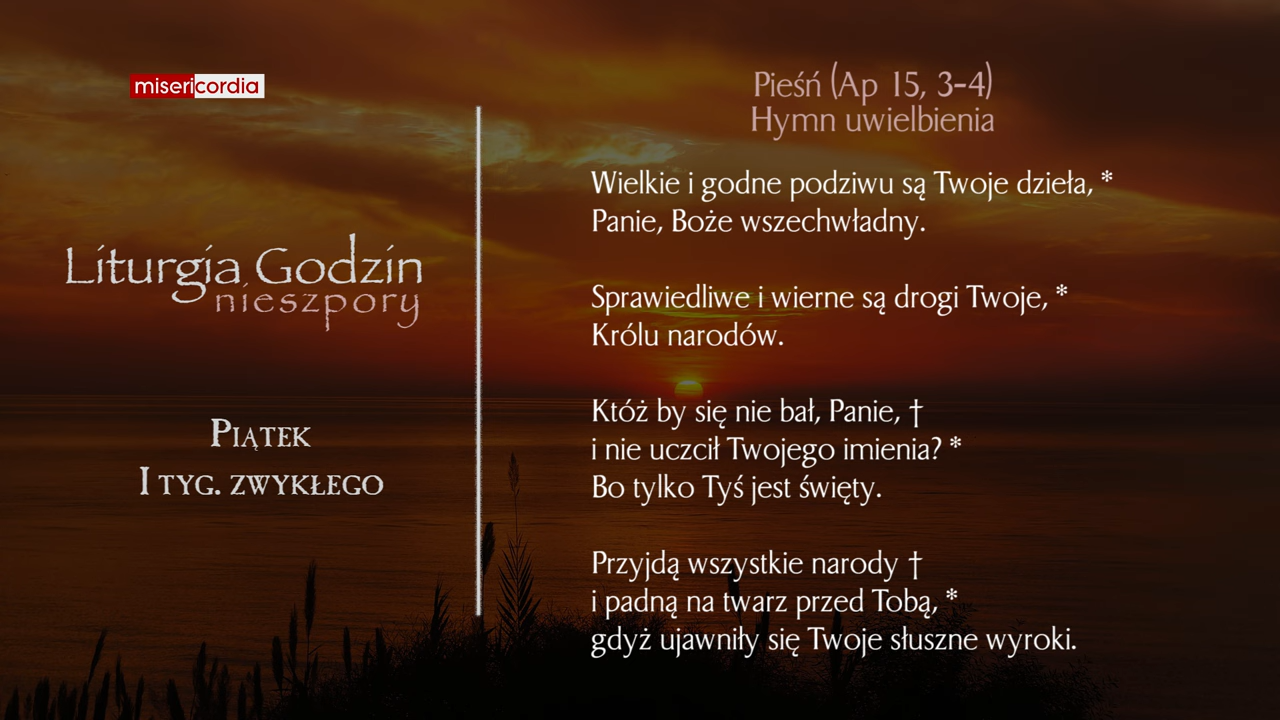 misericordia
Liturgia Godzin
nieszpory
Piątek
I tyg. zwykłego
Pieśń (Ap 15, 3-4)
Hymn uwielbienia
Wielkie i godne podziwu są Twoje dzieła, *
Panie, Boże wszechwładny.
Sprawiedliwe i wierne są drogi Twoje, *
Królu narodów.
Któż by się nie bał, Panie, †
i nie uczcił Twojego imienia? *
Bo tylko Tyś jest święty.
Przyjdą wszystkie narody †
i padną na twarz przed Tobą, *
gdyż ujawniły się Twoje słuszne wyroki.